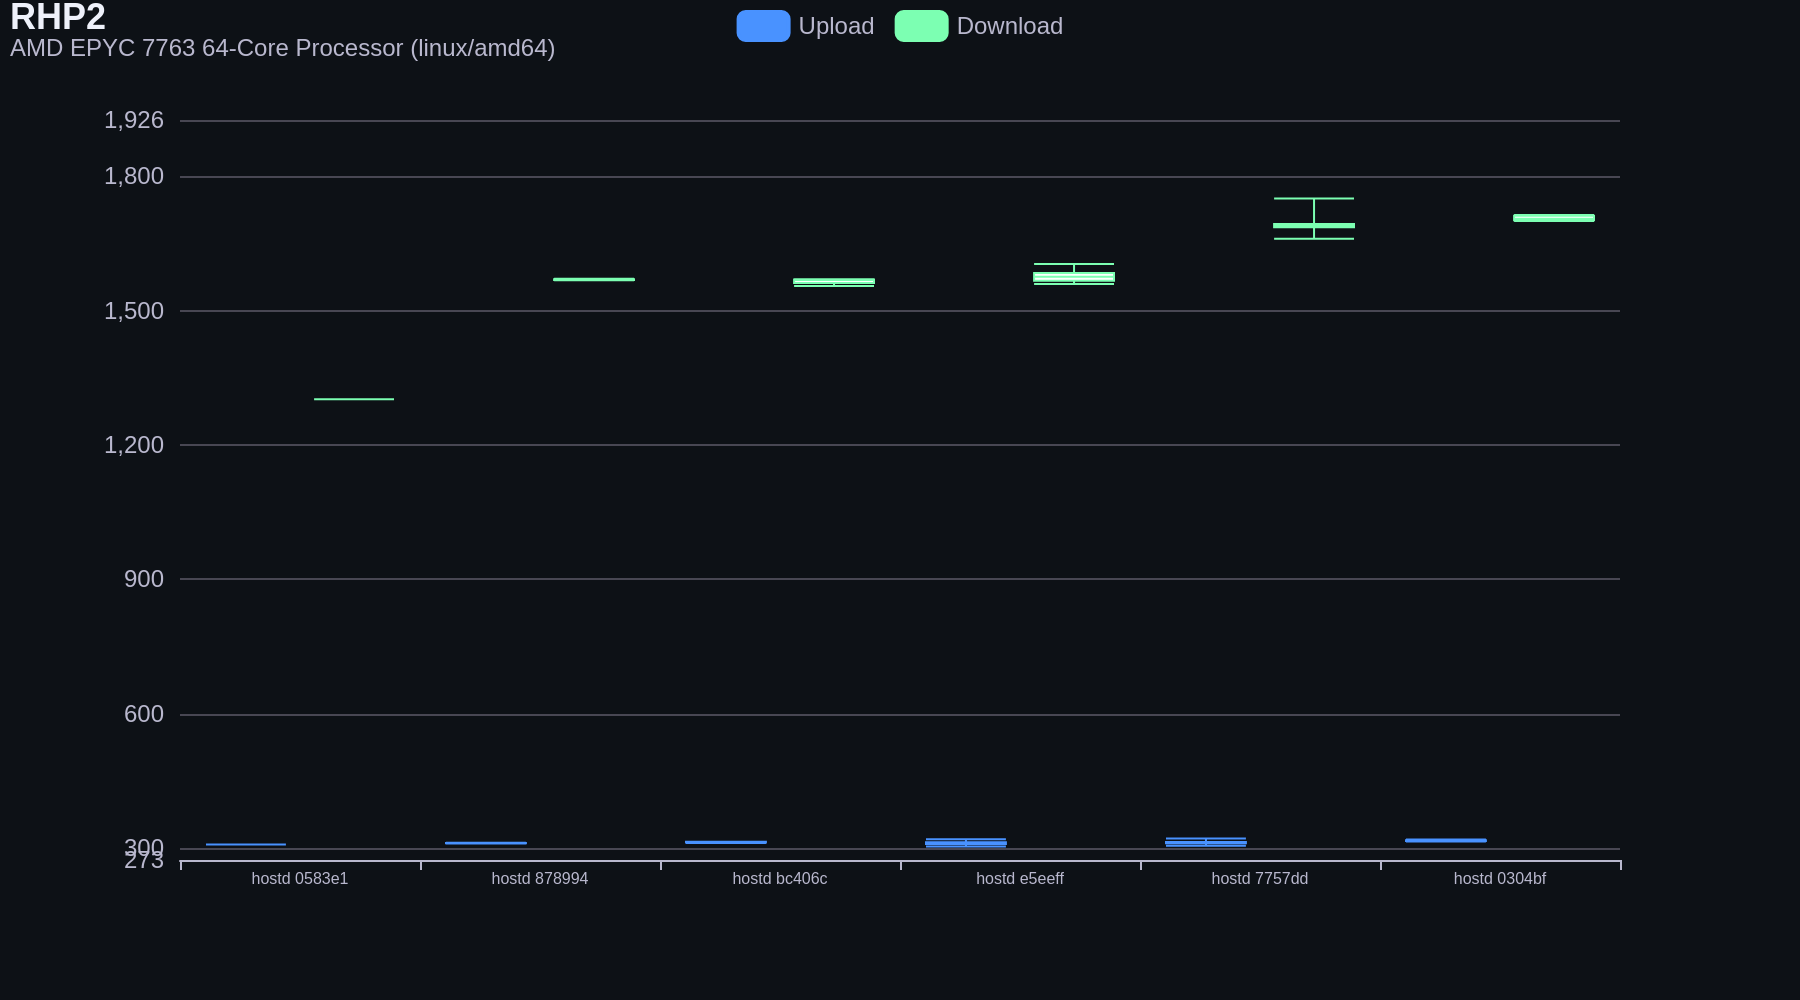 RHP2
AMD EPYC 7763 64-Core Processor (linux/amd64)
Upload
Download
1,926
1,800
1,500
1,200
900
600
300
273
hostd 0583e1
hostd 878994
hostd bc406c
hostd e5eeff
hostd 7757dd
hostd 0304bf